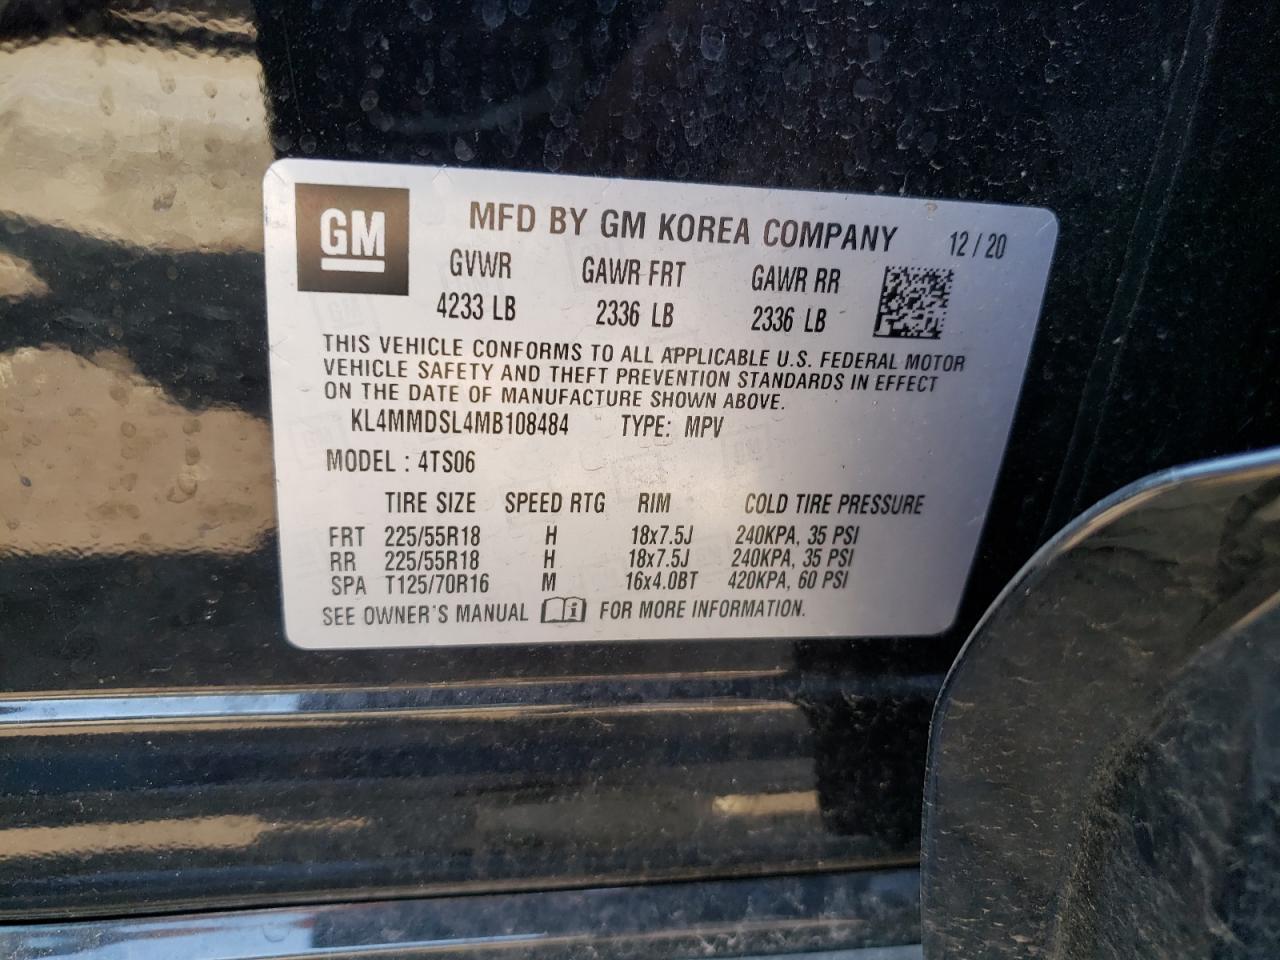 GM
MFD BY GM KOREA COMPANY 12 / 20
GVWR GAWR FRT GAWR RR
4233 LB 2336 LB 2336 LB
THIS VEHICLE CONFORMS TO ALL APPLICABLE U.S. FEDERAL MOTOR
VEHICLE SAFETY AND THEFT PREVENTION STANDARDS IN EFFECT
ON THE DATE OF MANUFACTURE SHOWN ABOVE.
KL4MMDSL4MB108484 TYPE: MPV
MODEL : 4TS06
TIRE SIZE SPEED RTG RIM COLD TIRE PRESSURE
FRT 225/55R18 H 18x7.5J 240KPA, 35 PSI
RR 225/55R18 H 18x7.5J 240KPA, 35 PSI
SPA T125/70R16 M 16x4.0BT 420KPA, 60 PSI
SEE OWNER'S MANUAL FOR MORE INFORMATION.